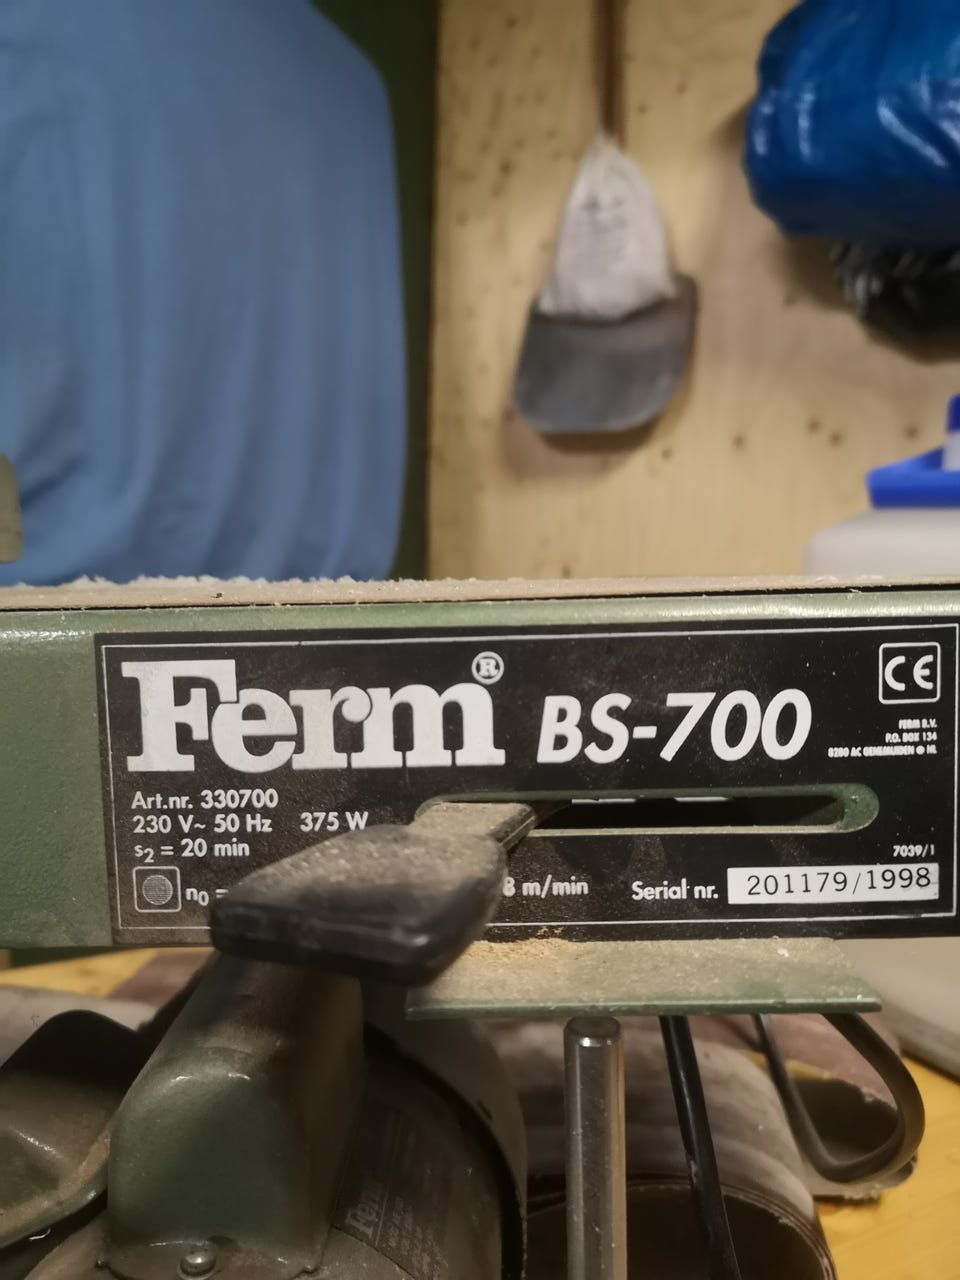 Ferm® BS-700
CE
FERM B.V.
P.O. BOX 134
8280 AC GENEMUIDEN NL
Art.nr. 330700
230 V~ 50 Hz 375 W
s2 = 20 min
7039/1
n0 =
m/min
Serial nr. 201179/1998
Ferm